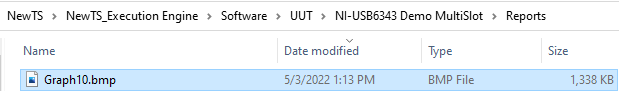 NewTS > NewTS_Execution Engine > Software > UUT > NI-USB6343 Demo MultiSlot > Reports
Name Date modified Type Size
Graph10.bmp 5/3/2022 1:13 PM BMP File 1,338 KB